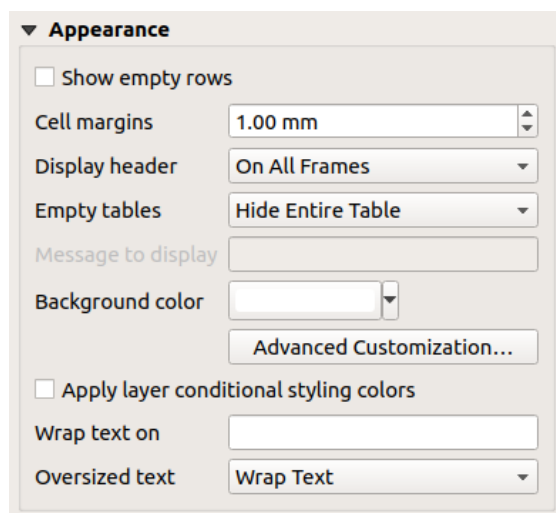 Appearance
Show empty rows
Cell margins 1.00 mm
Display header On All Frames
Empty tables Hide Entire Table
Message to display
Background color
Advanced Customization...
Apply layer conditional styling colors
Wrap text on
Oversized text Wrap Text